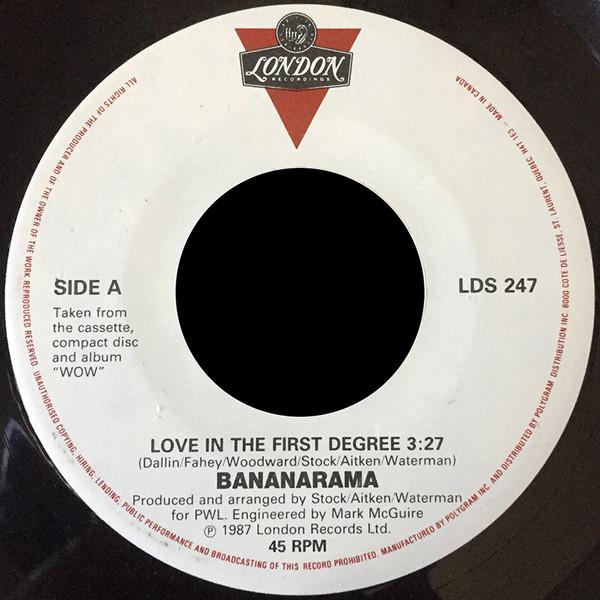 ffrr
LONDON
RECORDINGS
SIDE A
LDS 247
Taken from
the cassette,
compact disc
and album
“WOW”
LOVE IN THE FIRST DEGREE 3:27
(Dallin/Fahey/Woodward/Stock/Aitken/Waterman)
BANANARAMA
Produced and arranged by Stock/Aitken/Waterman
for PWL. Engineered by Mark McGuire
℗ 1987 London Records Ltd.
45 RPM
ALL RIGHTS OF THE PRODUCER AND OF THE OWNER OF THE WORK REPRODUCED RESERVED. UNAUTHORISED COPYING, HIRING, LENDING, PUBLIC PERFORMANCE AND BROADCASTING OF THIS RECORD PROHIBITED. MANUFACTURED BY POLYGRAM INC. AND DISTRIBUTED BY POLYGRAM DISTRIBUTION INC. 6000 COTE DE LIESSE, ST. LAURENT, QUEBEC H4T 1E3 – MADE IN CANADA